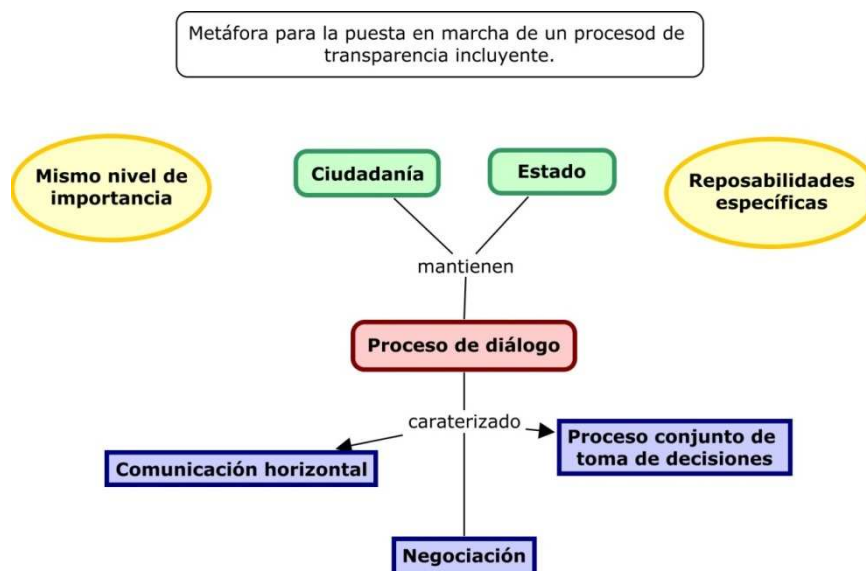 Metáfora para la puesta en marcha de un procesod de
transparencia incluyente.
Mismo nivel de
importancia
Ciudadanía
Estado
Reposabilidades
específicas
mantienen
Proceso de diálogo
caraterizado
Comunicación horizontal
Proceso conjunto de
toma de decisiones
Negociación